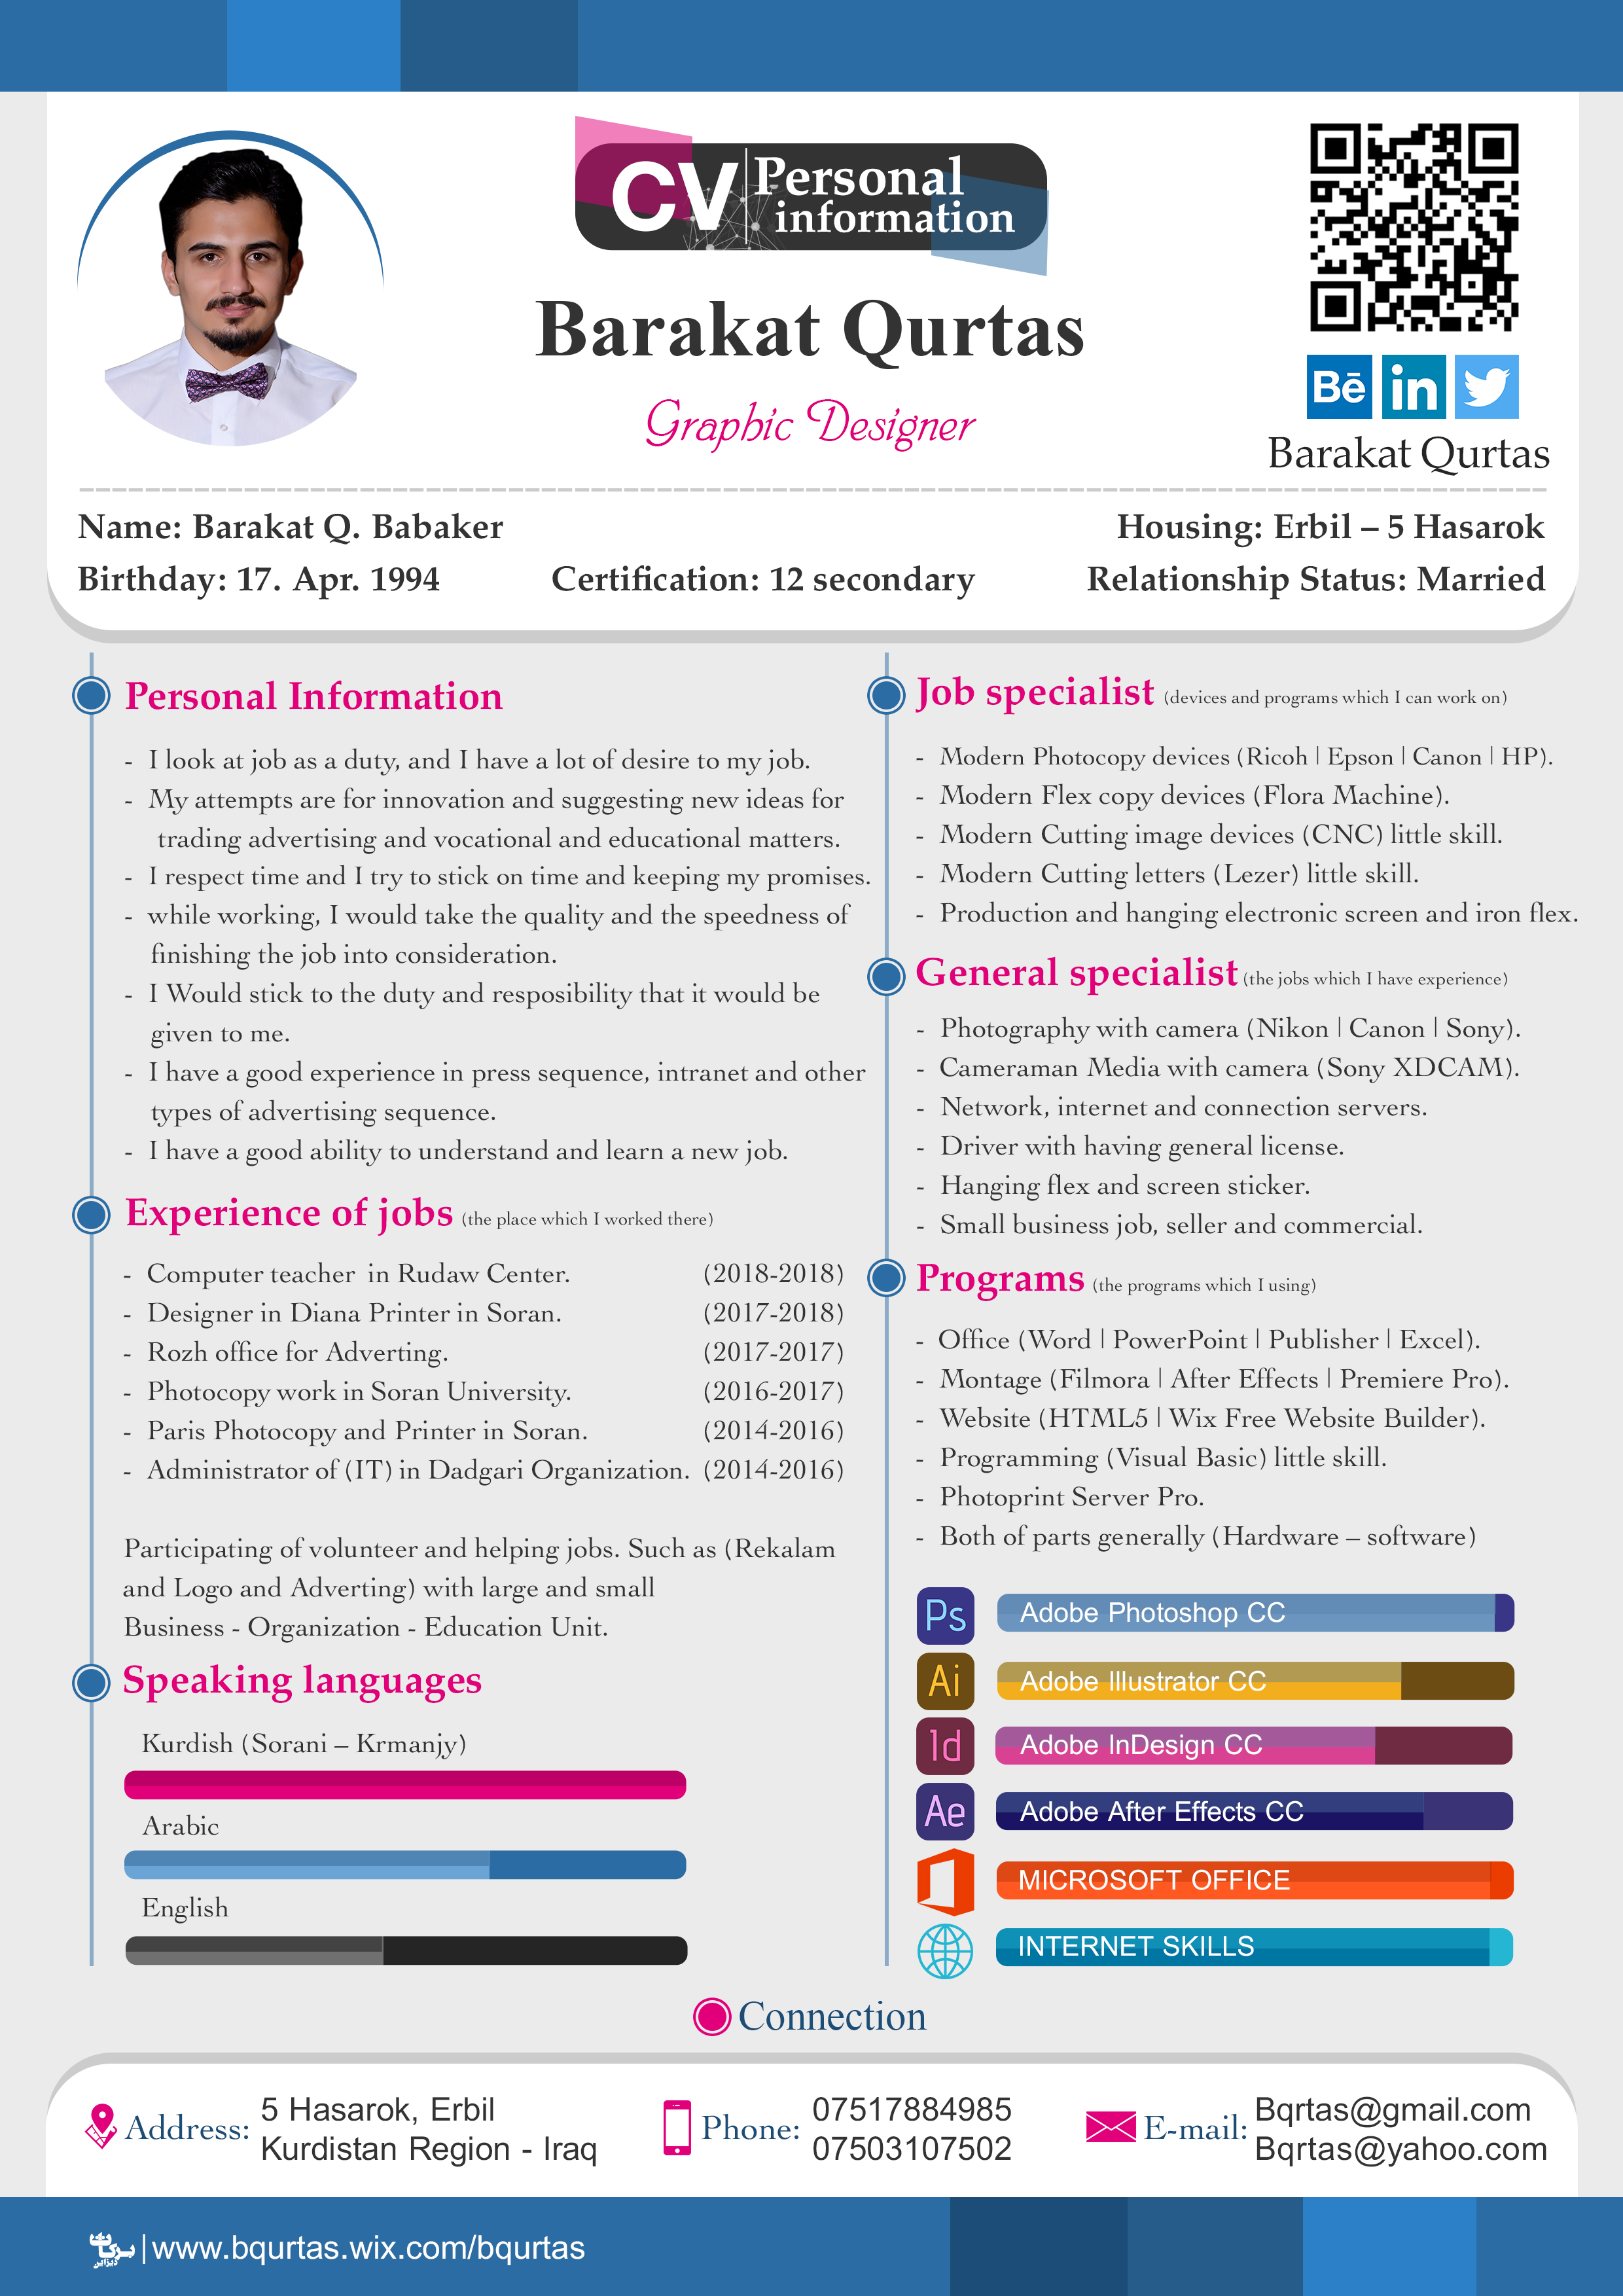 CV Personal
information
Barakat Qurtas
Graphic Designer
Bē in
Barakat Qurtas
Name: Barakat Q. Babaker
Housing: Erbil – 5 Hasarok
Birthday: 17. Apr. 1994
Certification: 12 secondary
Relationship Status: Married
Personal Information
- I look at job as a duty, and I have a lot of desire to my job.
- My attempts are for innovation and suggesting new ideas for
trading advertising and vocational and educational matters.
- I respect time and I try to stick on time and keeping my promises.
- while working, I would take the quality and the speedness of
finishing the job into consideration.
- I Would stick to the duty and resposibility that it would be
given to me.
- I have a good experience in press sequence, intranet and other
types of advertising sequence.
- I have a good ability to understand and learn a new job.
Experience of jobs (the place which I worked there)
- Computer teacher in Rudaw Center. (2018-2018)
- Designer in Diana Printer in Soran. (2017-2018)
- Rozh office for Adverting. (2017-2017)
- Photocopy work in Soran University. (2016-2017)
- Paris Photocopy and Printer in Soran. (2014-2016)
- Administrator of (IT) in Dadgari Organization. (2014-2016)
Participating of volunteer and helping jobs. Such as (Rekalam
and Logo and Adverting) with large and small
Business - Organization - Education Unit.
Speaking languages
Kurdish (Sorani – Krmanjy)
Arabic
English
Job specialist (devices and programs which I can work on)
- Modern Photocopy devices (Ricoh | Epson | Canon | HP).
- Modern Flex copy devices (Flora Machine).
- Modern Cutting image devices (CNC) little skill.
- Modern Cutting letters (Lezer) little skill.
- Production and hanging electronic screen and iron flex.
General specialist (the jobs which I have experience)
- Photography with camera (Nikon | Canon | Sony).
- Cameraman Media with camera (Sony XDCAM).
- Network, internet and connection servers.
- Driver with having general license.
- Hanging flex and screen sticker.
- Small business job, seller and commercial.
Programs (the programs which I using)
- Office (Word | PowerPoint | Publisher | Excel).
- Montage (Filmora | After Effects | Premiere Pro).
- Website (HTML5 | Wix Free Website Builder).
- Programming (Visual Basic) little skill.
- Photoprint Server Pro.
- Both of parts generally (Hardware – software)
Ps Adobe Photoshop CC
Ai Adobe Illustrator CC
Id Adobe InDesign CC
Ae Adobe After Effects CC
MICROSOFT OFFICE
INTERNET SKILLS
Connection
Address: 5 Hasarok, Erbil
Kurdistan Region - Iraq
Phone: 07517884985
07503107502
E-mail: Bqrtas@gmail.com
Bqrtas@yahoo.com
|www.bqurtas.wix.com/bqurtas